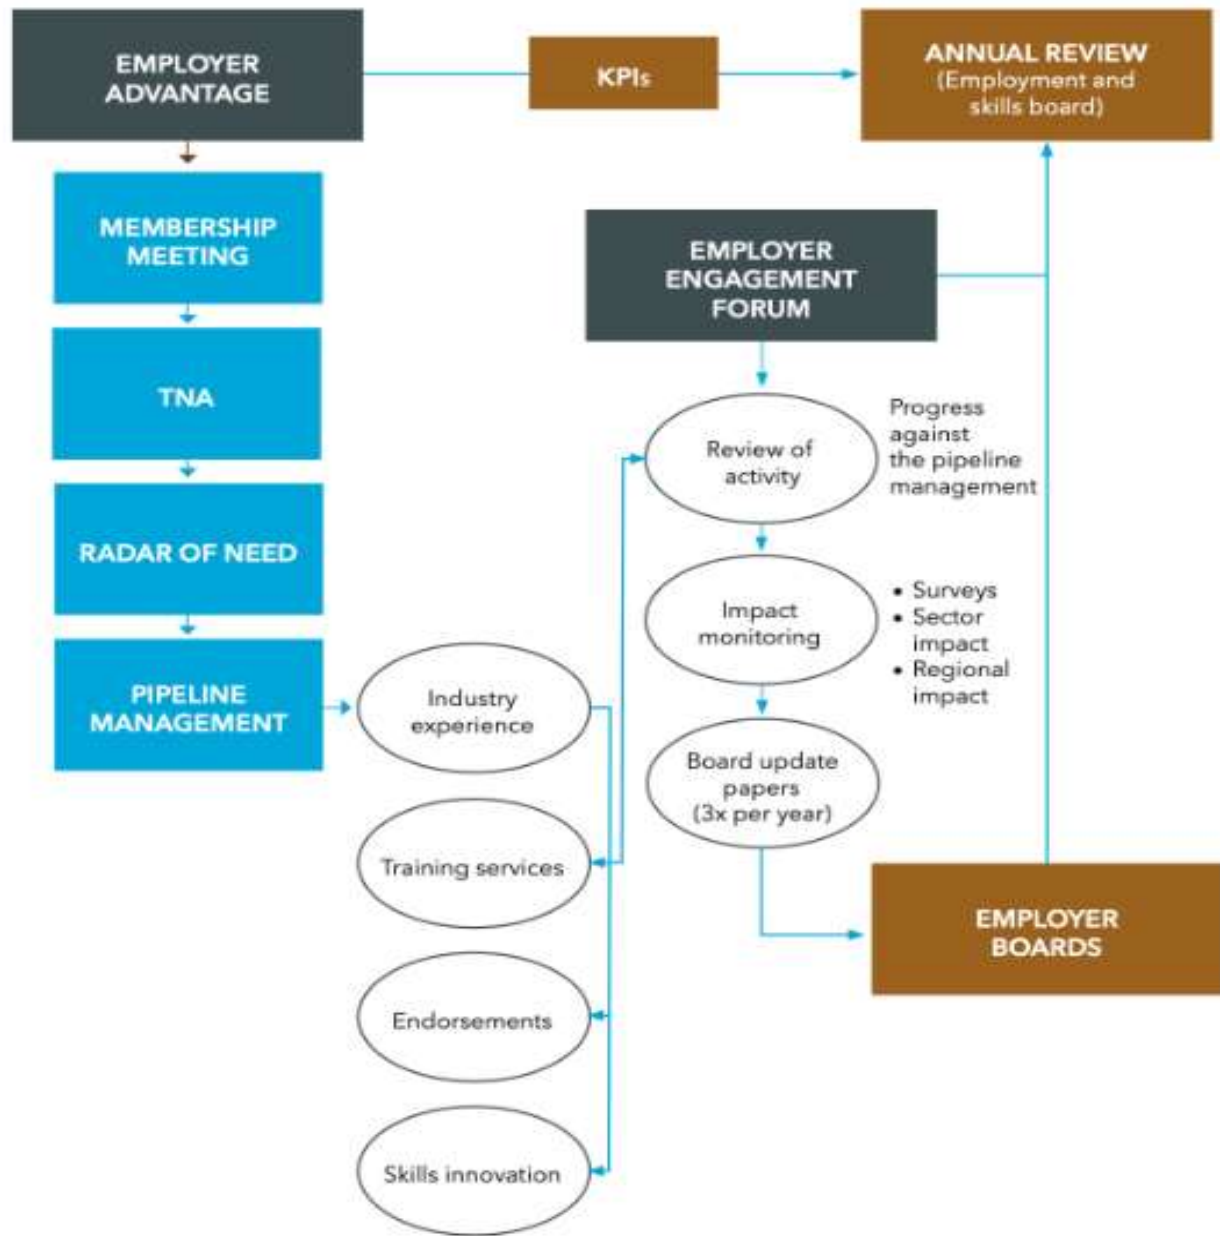 EMPLOYER
ADVANTAGE
KPIs
ANNUAL REVIEW
(Employment and
skills board)
MEMBERSHIP
MEETING
TNA
RADAR OF NEED
PIPELINE
MANAGEMENT
Industry
experience
Training services
Endorsements
Skills innovation
EMPLOYER
ENGAGEMENT
FORUM
Review of
activity
Progress
against
the pipeline
management
Impact
monitoring
• Surveys
• Sector
impact
• Regional
impact
Board update
papers
(3x per year)
EMPLOYER
BOARDS